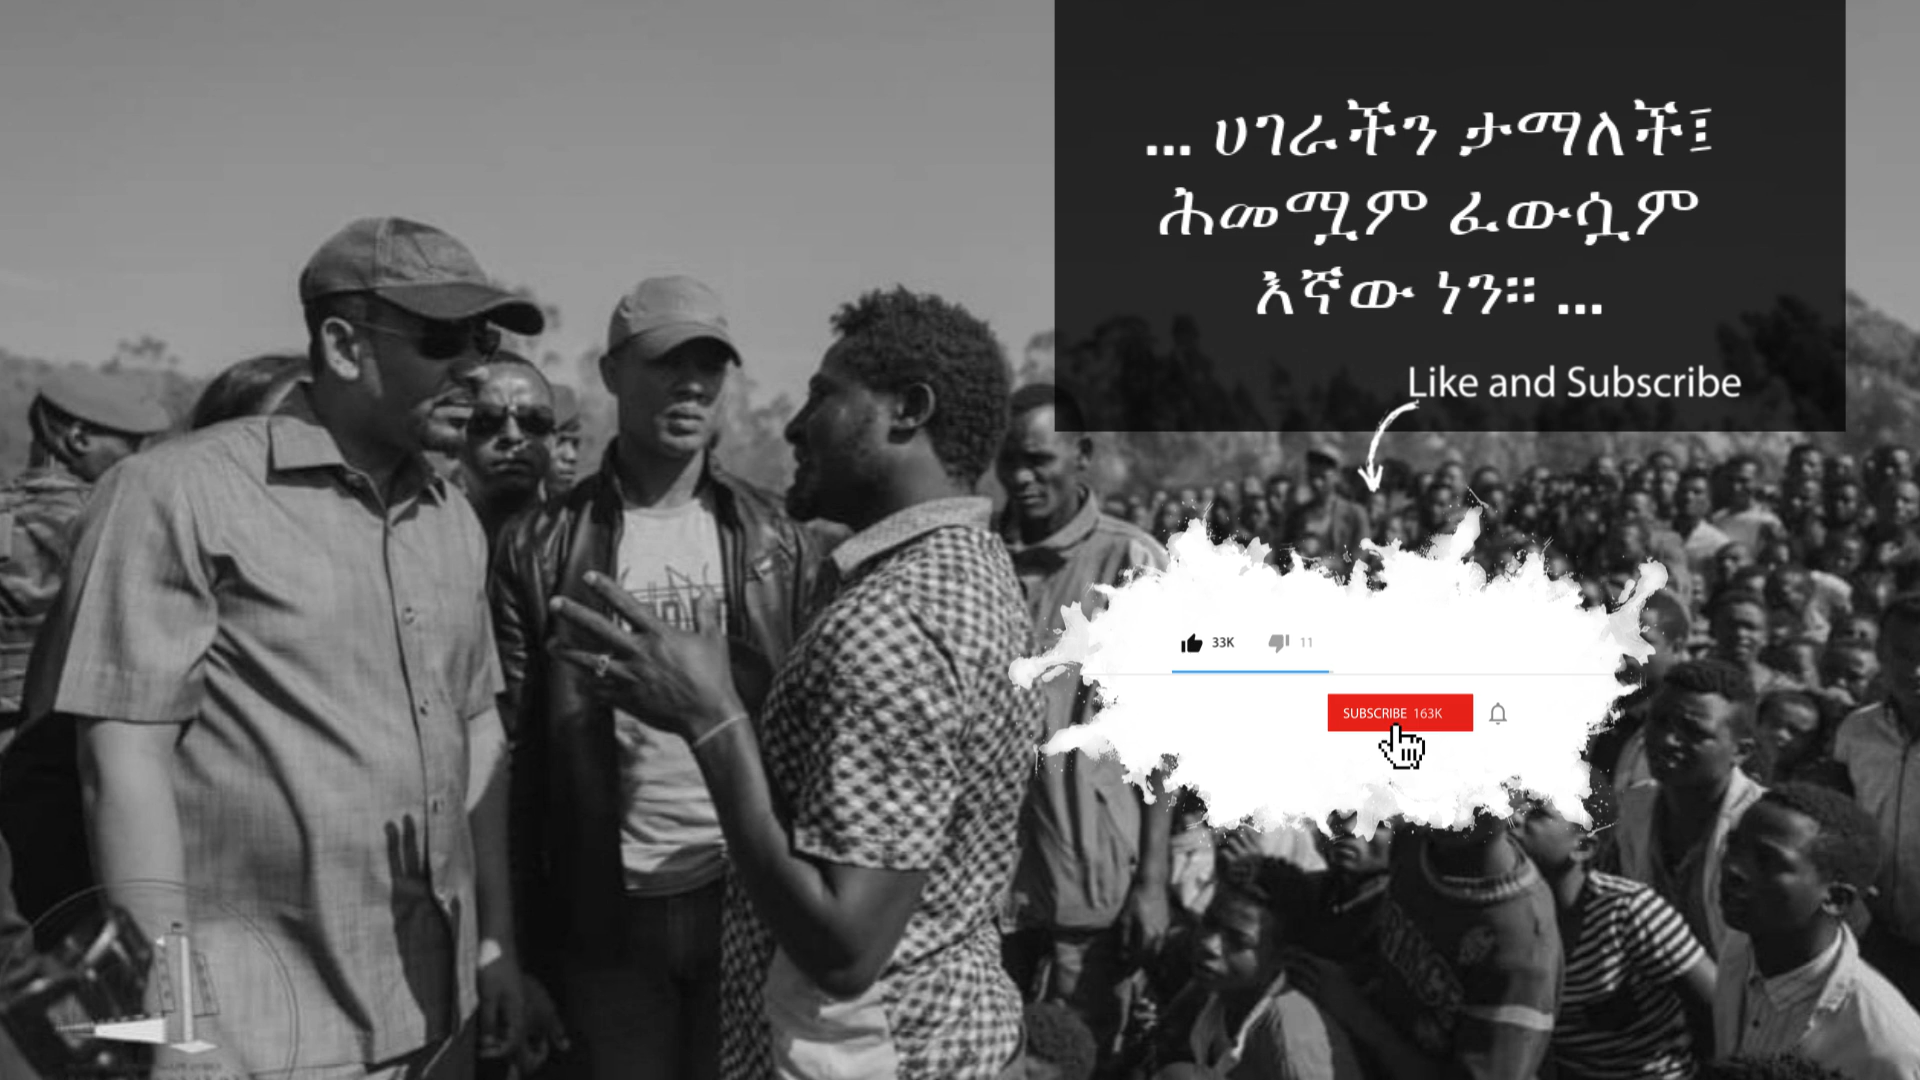 ... ሀገራችን ታማለች፤
ሕመሟም ፈውሷም
እኛው ነን። ...
Like and Subscribe
33K 11
SUBSCRIBE 163K